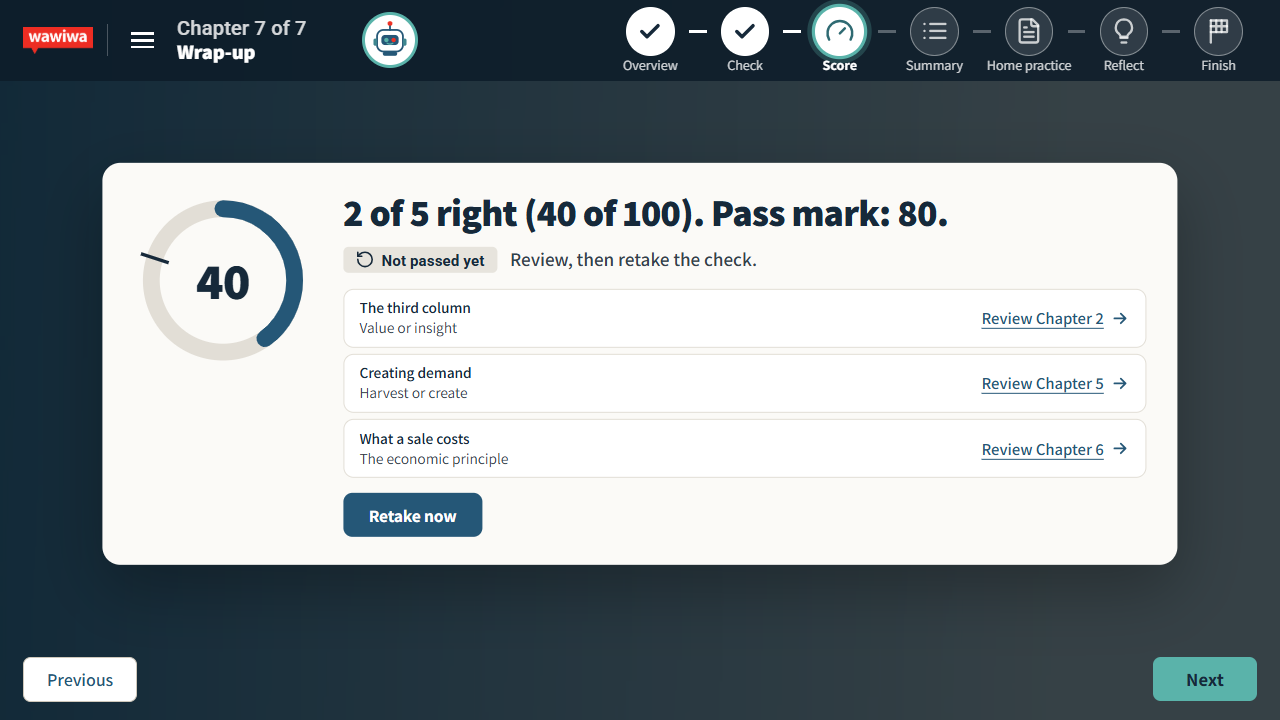 wawiwa
Chapter 7 of 7
Wrap-up
Overview
Check
Score
Summary
Home practice
Reflect
Finish
40
2 of 5 right (40 of 100). Pass mark: 80.
Not passed yet
Review, then retake the check.
The third column
Value or insight
Review Chapter 2
Creating demand
Harvest or create
Review Chapter 5
What a sale costs
The economic principle
Review Chapter 6
Retake now
Previous
Next